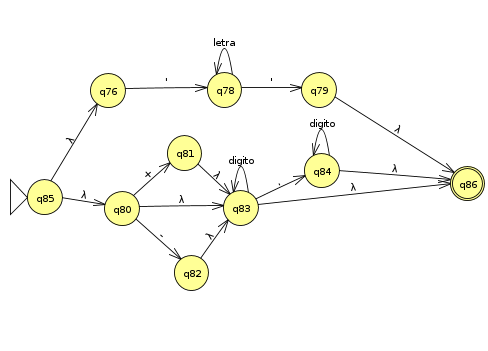 letra
q76 ' q78 ' q79
digito
λ λ
q81 digito
+ λ q84 λ
λ q86
q85 λ q80 λ q83 .
- λ
q82